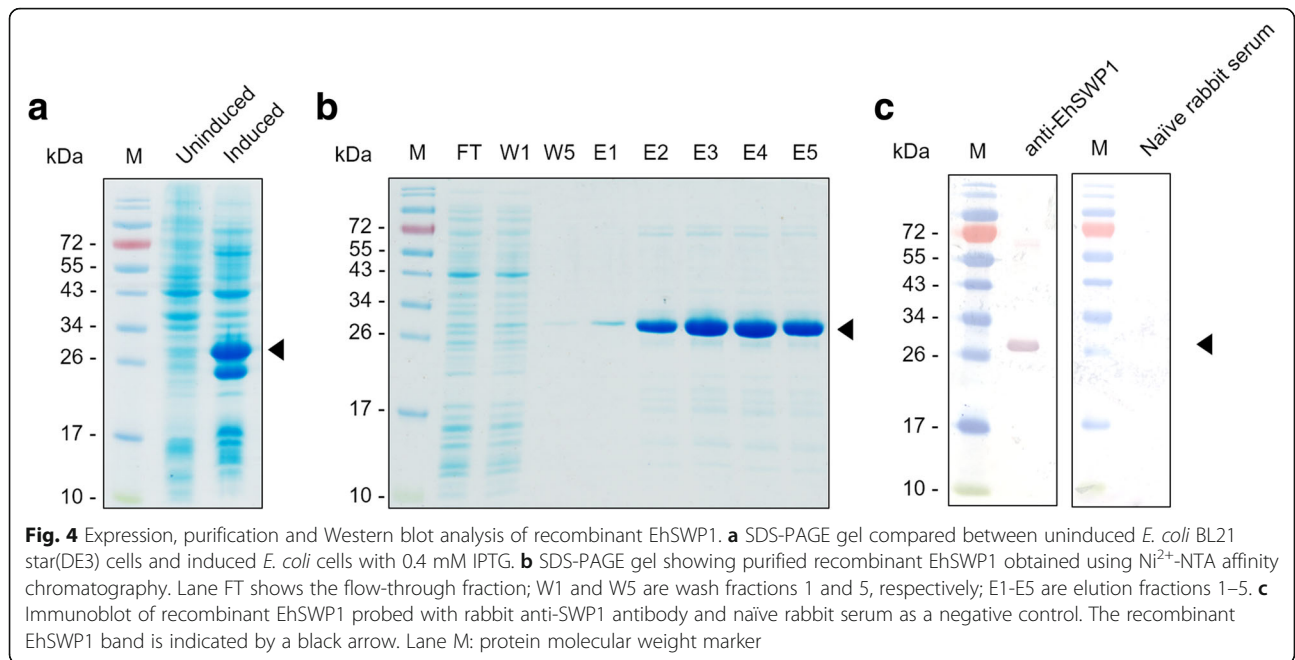 a
kDa M Uninduced Induced
72 -
55 -
43 -
34 -
26 -
17 -
10 -
b
kDa M FT W1 W5 E1 E2 E3 E4 E5
72 -
55 -
43 -
34 -
26 -
17 -
10 -
c
kDa M anti-EhSWP1 M Naïve rabbit serum
72 -
55 -
43 -
34 -
26 -
17 -
10 -
Fig. 4 Expression, purification and Western blot analysis of recombinant EhSWP1. a SDS-PAGE gel compared between uninduced E. coli BL21
star(DE3) cells and induced E. coli cells with 0.4 mM IPTG. b SDS-PAGE gel showing purified recombinant EhSWP1 obtained using Ni²⁺-NTA affinity
chromatography. Lane FT shows the flow-through fraction; W1 and W5 are wash fractions 1 and 5, respectively; E1-E5 are elution fractions 1–5. c
Immunoblot of recombinant EhSWP1 probed with rabbit anti-SWP1 antibody and naïve rabbit serum as a negative control. The recombinant
EhSWP1 band is indicated by a black arrow. Lane M: protein molecular weight marker